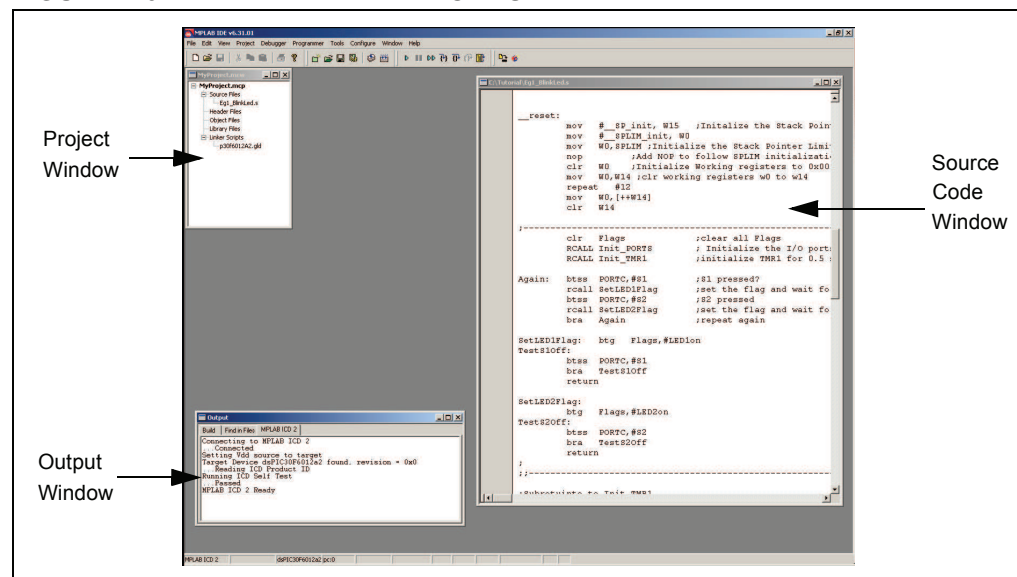 MPLAB IDE v6.31.01
File Edit View Project Debugger Programmer Tools Configure Window Help
MyProject.mcw
MyProject.mcp
Source Files
Eg1_BlinkLed.s
Header Files
Object Files
Library Files
Linker Scripts
p30f6012A2.gld
Project
Window
C:\Tutorial\Eg1_BlinkLed.s
__reset:
mov #__SP_init, W15 ;Initalize the Stack Poin
mov #__SPLIM_init, W0
mov W0,SPLIM ;Initialize the Stack Pointer Limi
nop ;Add NOP to follow SPLIM initializati
clr W0 ;Initialize Working registers to 0x00
mov W0,W14 ;clr working registers w0 to w14
repeat #12
mov W0,[++W14]
clr W14
;--------------------------------------------------
clr Flags ;clear all Flags
RCALL Init_PORTS ; Initialize the I/O ports
RCALL Init_TMR1 ;initialize TMR1 for 0.5 s
Again: btss PORTC,#S1 ;S1 pressed?
rcall SetLED1Flag ;set the flag and wait fo
btss PORTC,#S2 ;S2 pressed
rcall SetLED2Flag ;set the flag and wait fo
bra Again ;repeat again
SetLED1Flag: btg Flags,#LED1on
TestS1Off:
btss PORTC,#S1
bra TestS1Off
return
SetLED2Flag:
btg Flags,#LED2on
TestS2Off:
btss PORTC,#S2
bra TestS2Off
return
;
;;-------------------------------------------------
;Subrotuinte to Init TMR1
Source
Code
Window
Output
Build Find in Files MPLAB ICD 2
Connecting to MPLAB ICD 2
...Connected
Setting Vdd source to target
Target Device dsPIC30F6012a2 found, revision = 0x0
...Reading ICD Product ID
Running ICD Self Test
...Passed
MPLAB ICD 2 Ready
Output
Window
MPLAB ICD 2 dsPIC30F6012a2 pc:0